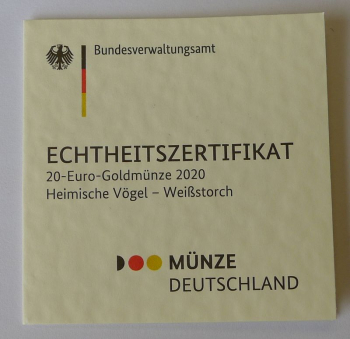 Bundesverwaltungsamt
ECHTHEITSZERTIFIKAT
20-Euro-Goldmünze 2020
Heimische Vögel – Weißstorch
MÜNZE
DEUTSCHLAND